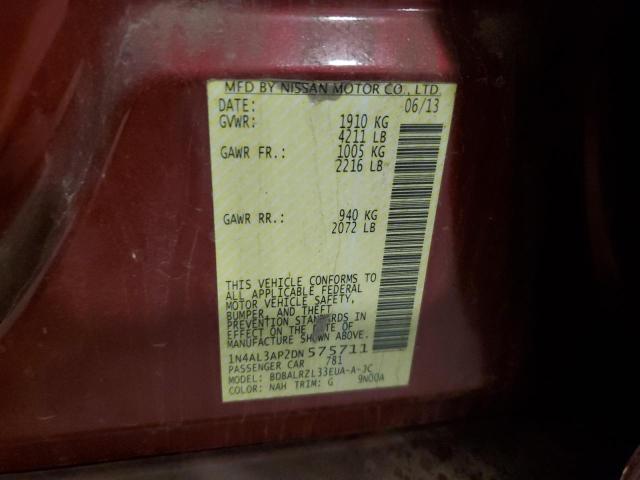 MFD BY NISSAN MOTOR CO., LTD.
DATE: 06/13
GVWR: 1910 KG
4211 LB
GAWR FR.: 1005 KG
2216 LB
GAWR RR.: 940 KG
2072 LB
THIS VEHICLE CONFORMS TO
ALL APPLICABLE FEDERAL
MOTOR VEHICLE SAFETY,
BUMPER, AND THEFT
PREVENTION STANDARDS IN
EFFECT ON THE DATE OF
MANUFACTURE SHOWN ABOVE.
1N4AL3AP2DN575711
PASSENGER CAR 781
MODEL: BDBALRZL33EUA-A-JC
COLOR: NAH TRIM: G 9N00A